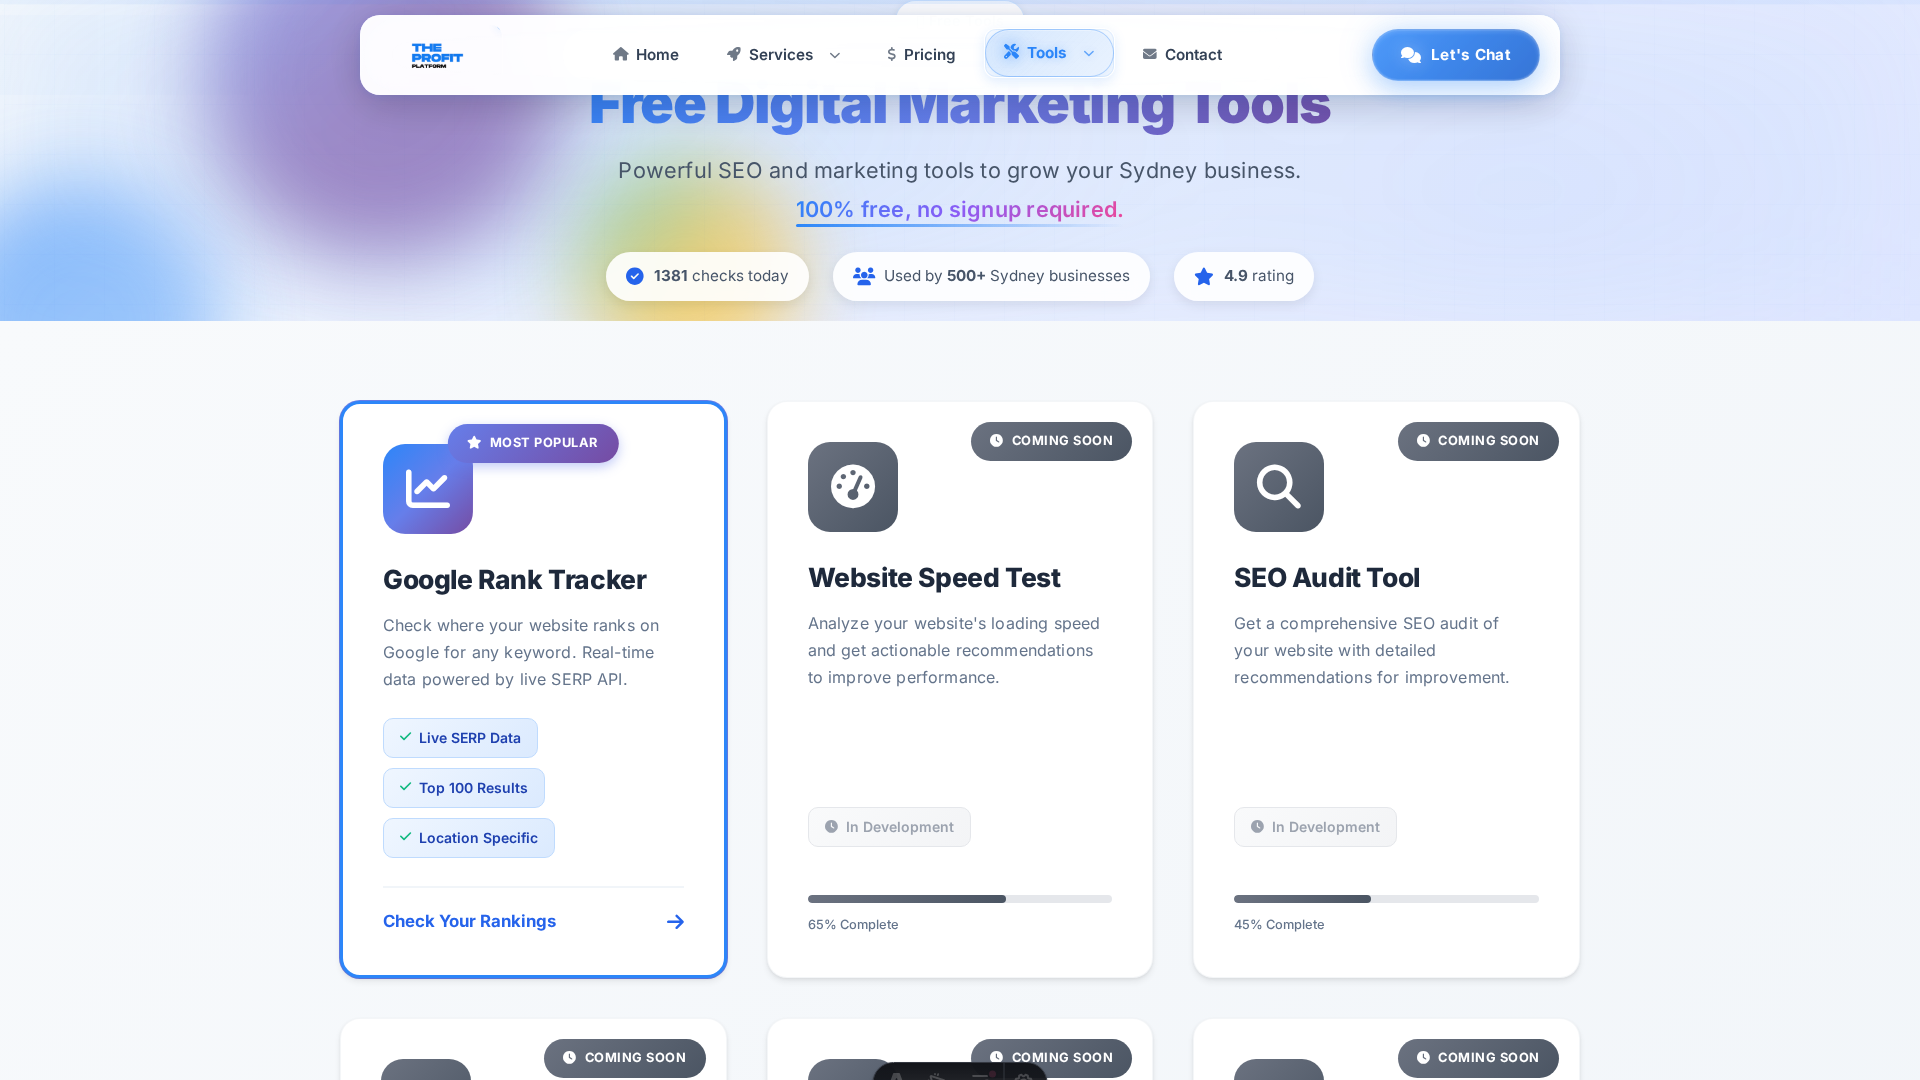 THE
PROFIT
PLATFORM
Home
Services
Pricing
Tools
Contact
Let's Chat
Free Digital Marketing Tools
Powerful SEO and marketing tools to grow your Sydney business.
100% free, no signup required.
1381 checks today
Used by 500+ Sydney businesses
4.9 rating
MOST POPULAR
Google Rank Tracker
Check where your website ranks on
Google for any keyword. Real-time
data powered by live SERP API.
Live SERP Data
Top 100 Results
Location Specific
Check Your Rankings
COMING SOON
Website Speed Test
Analyze your website's loading speed
and get actionable recommendations
to improve performance.
In Development
65% Complete
COMING SOON
SEO Audit Tool
Get a comprehensive SEO audit of
your website with detailed
recommendations for improvement.
In Development
45% Complete
COMING SOON
COMING SOON
COMING SOON